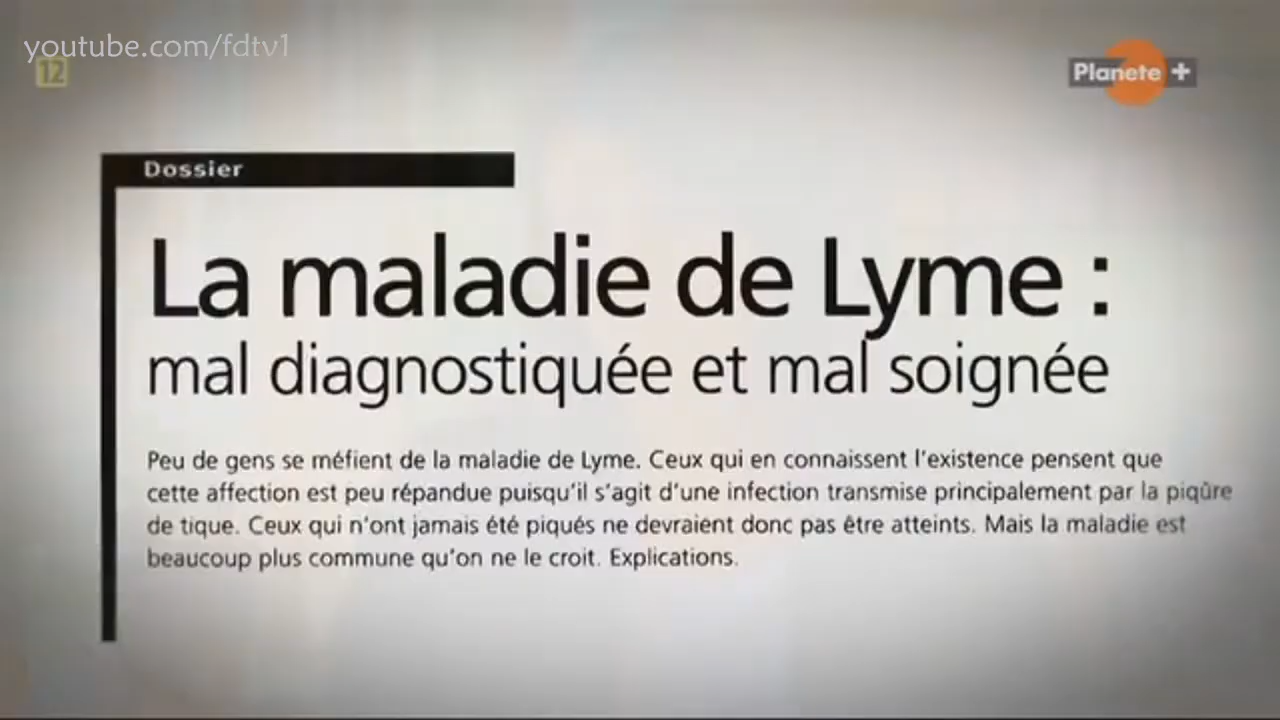 youtube.com/fdtv1
12
Planete +
Dossier
La maladie de Lyme :
mal diagnostiquée et mal soignée
Peu de gens se méfient de la maladie de Lyme. Ceux qui en connaissent l'existence pensent que
cette affection est peu répandue puisqu'il s'agit d'une infection transmise principalement par la piqûre
de tique. Ceux qui n'ont jamais été piqués ne devraient donc pas être atteints. Mais la maladie est
beaucoup plus commune qu'on ne le croit. Explications.